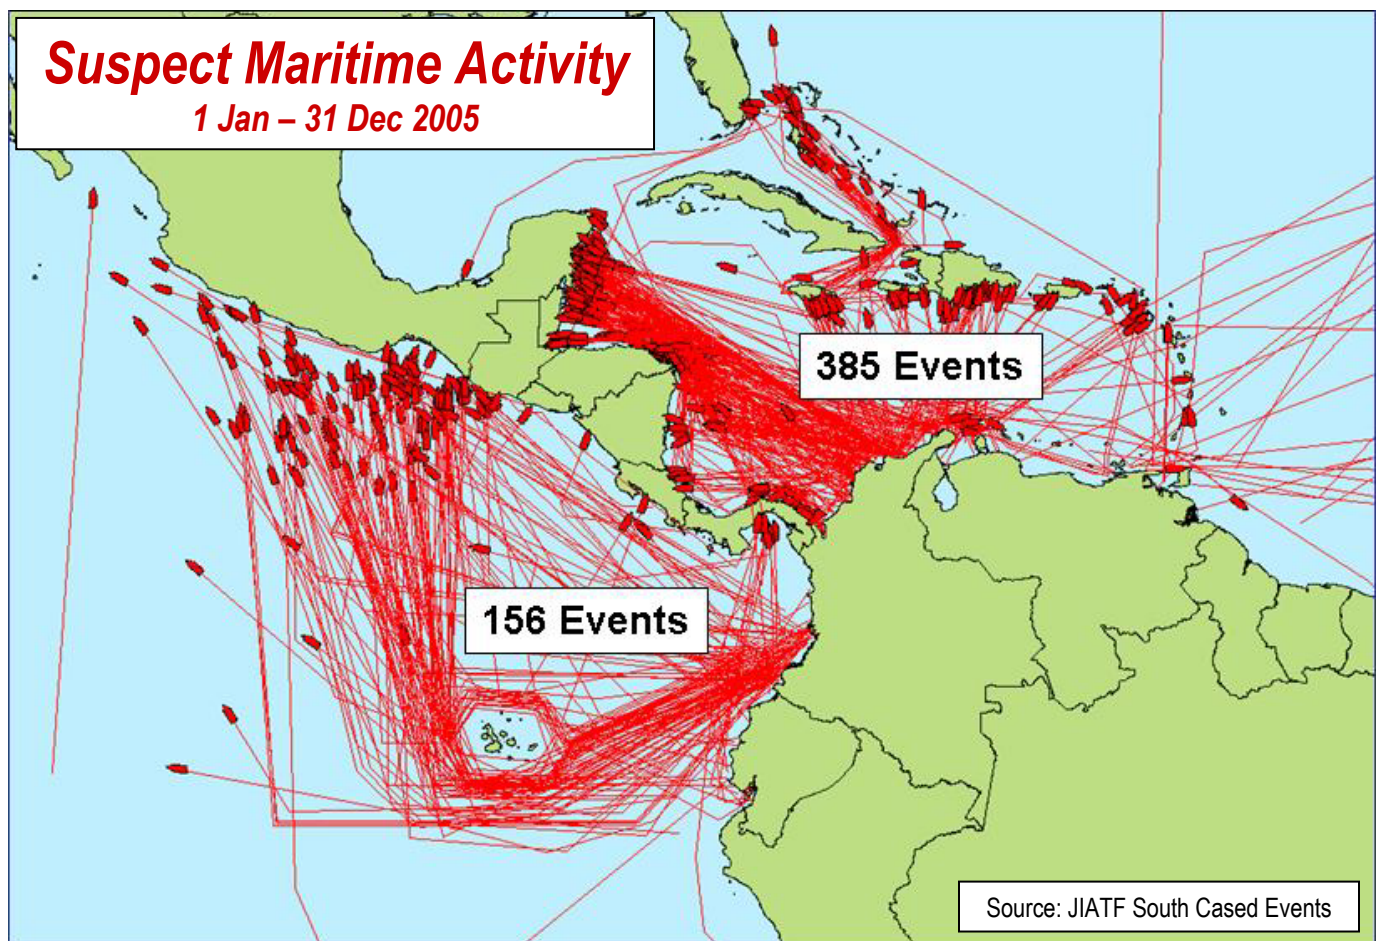 Suspect Maritime Activity
1 Jan – 31 Dec 2005
385 Events
156 Events
Source: JIATF South Cased Events